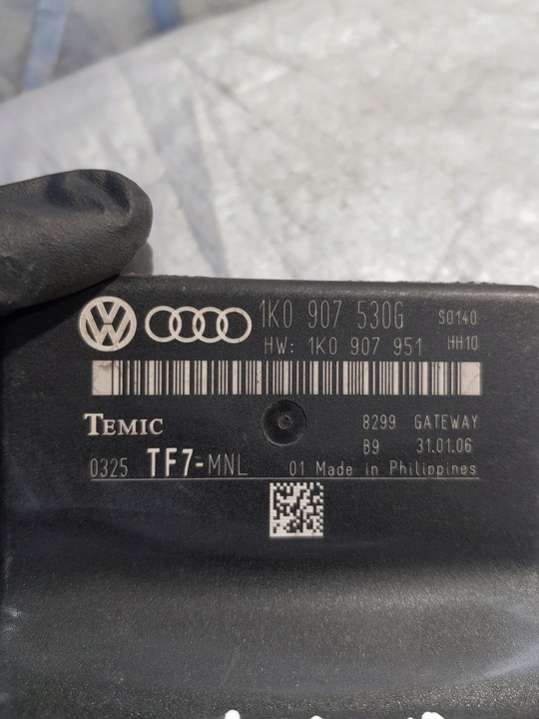 1K0 907 530G S0140
HW: 1K0 907 951 HH10
TEMIC 8299 GATEWAY
B9 31.01.06
0325 TF7-MNL 01 Made in Philippines